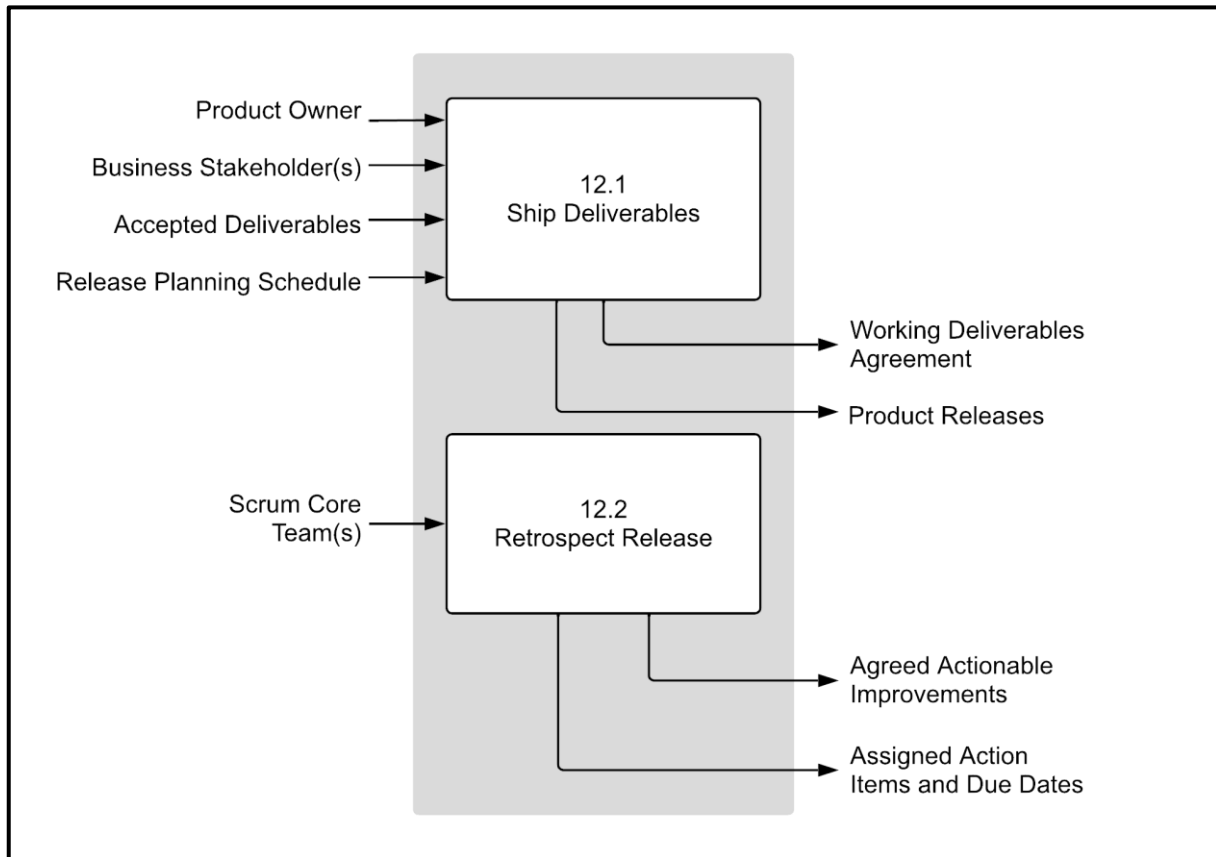 Product Owner
Business Stakeholder(s)
Accepted Deliverables
Release Planning Schedule
12.1
Ship Deliverables
Working Deliverables
Agreement
Product Releases
Scrum Core
Team(s)
12.2
Retrospect Release
Agreed Actionable
Improvements
Assigned Action
Items and Due Dates